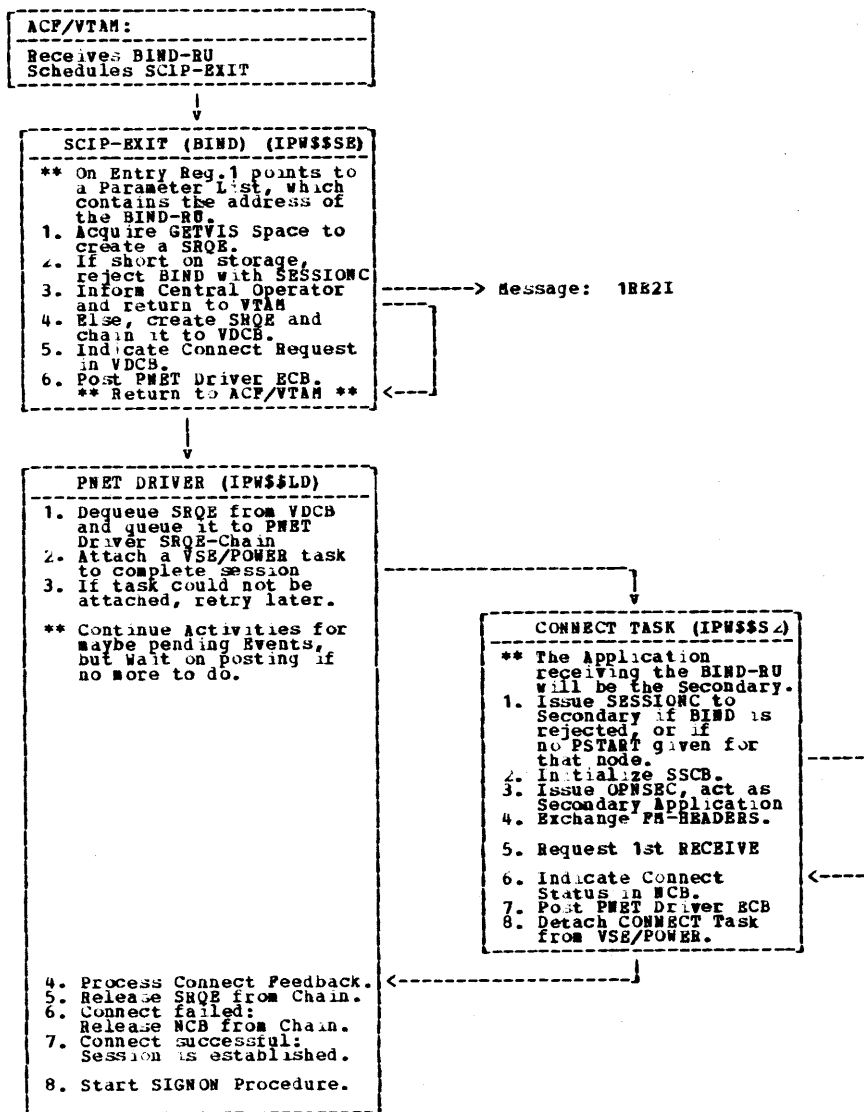 ACF/VTAM:
Receives BIND-RU
Schedules SCIP-EXIT
SCIP-EXIT (BIND) (IPW$$SE)
** On Entry Reg.1 points to
a Parameter List, which
contains the address of
the BIND-RU.
1. Acquire GETVIS Space to
create a SRQE.
2. If short on storage,
reject BIND with SESSIONC
3. Inform Central Operator
and return to VTAM
4. Else, create SRQE and
chain it to VDCB.
5. Indicate Connect Request
in VDCB.
6. Post PNET Driver ECB.
** Return to ACF/VTAM **
Message: 1RB2I
PNET DRIVER (IPW$$LD)
1. Dequeue SRQE from VDCB
and queue it to PNET
Driver SRQE-Chain
2. Attach a VSE/POWER task
to complete session
3. If task could not be
attached, retry later.
** Continue Activities for
maybe pending Events,
but Wait on posting if
no more to do.
CONNECT TASK (IPW$$S2)
** The Application
receiving the BIND-RU
will be the Secondary.
1. Issue SESSIONC to
Secondary if BIND is
rejected, or if
no PSTART given for
that node.
2. Initialize SSCB.
3. Issue OPNSEC, act as
Secondary Application
4. Exchange FM-HEADERS.
5. Request 1st RECEIVE
6. Indicate Connect
Status in NCB.
7. Post PNET Driver ECB
8. Detach CONNECT Task
from VSE/POWER.
4. Process Connect Feedback.
5. Release SRQE from Chain.
6. Connect failed:
Release NCB from Chain.
7. Connect successful:
Session is established.
8. Start SIGNON Procedure.